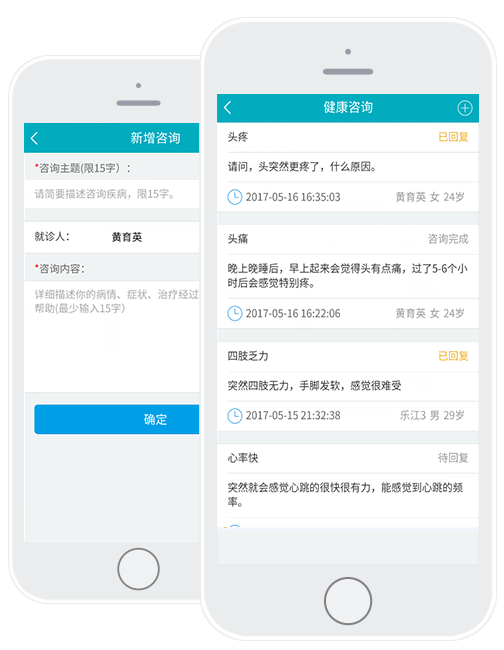 新增咨询
*咨询主题(限15字）：
请简要描述咨询疾病，限15字。
就诊人：
黄育英
*咨询内容：
详细描述你的病情、症状、治疗经过
帮助(最少输入15字）
确定
健康咨询
头疼
已回复
请问，头突然更疼了，什么原因。
2017-05-16 16:35:03
黄育英 女 24岁
头痛
咨询完成
晚上晚睡后，早上起来会觉得头有点痛，过了5-6个小
时后会感觉特别疼。
2017-05-16 16:22:06
黄育英 女 24岁
四肢乏力
已回复
突然四肢无力，手脚发软，感觉很难受
2017-05-15 21:32:38
乐江3 男 29岁
心率快
待回复
突然就会感觉心跳的很快很有力，能感觉到心跳的频
率。